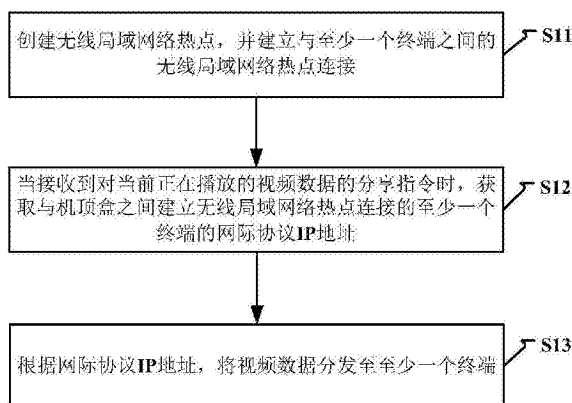 创建无线局域网络热点，并建立与至少一个终端之间的
无线局域网络热点连接
S11
当接收到对当前正在播放的视频数据的分享指令时，获
取与机顶盒之间建立无线局域网络热点连接的至少一个
终端的网际协议IP地址
S12
根据网际协议IP地址，将视频数据分发至至少一个终端
S13